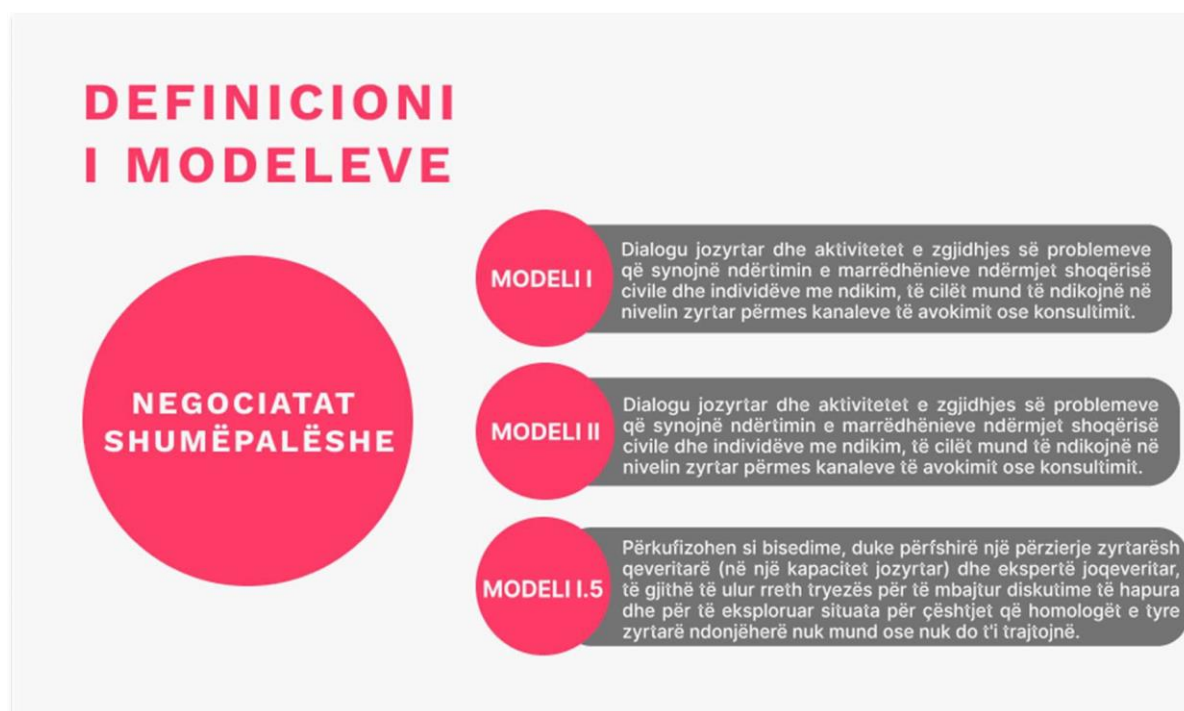 DEFINICIONI
I MODELEVE
NEGOCIATAT
SHUMËPALËSHE
MODELI I
Dialogu jozyrtar dhe aktivitetet e zgjidhjes së problemeve
që synojnë ndërtimin e marrëdhënieve ndërmjet shoqërisë
civile dhe individëve me ndikim, të cilët mund të ndikojnë në
nivelin zyrtar përmes kanaleve të avokimit ose konsultimit.
MODELI II
Dialogu jozyrtar dhe aktivitetet e zgjidhjes së problemeve
që synojnë ndërtimin e marrëdhënieve ndërmjet shoqërisë
civile dhe individëve me ndikim, të cilët mund të ndikojnë në
nivelin zyrtar përmes kanaleve të avokimit ose konsultimit.
MODELI I.5
Përkufizohen si bisedime, duke përfshirë një përzierje zyrtarësh
qeveritarë (në një kapacitet jozyrtar) dhe ekspertë joqeveritar,
të gjithë të ulur rreth tryezës për të mbajtur diskutime të hapura
dhe për të eksploruar situata për çështjet që homologët e tyre
zyrtarë ndonjëherë nuk mund ose nuk do t'i trajtojnë.